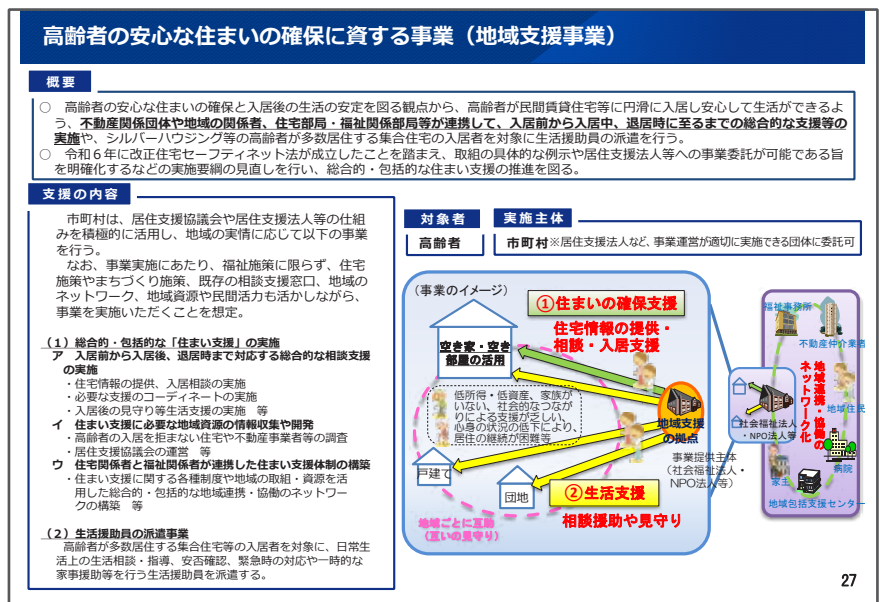 高齢者の安心な住まいの確保に資する事業（地域支援事業）
概要
○　高齢者の安心な住まいの確保と入居後の生活の安定を図る観点から、高齢者が民間賃貸住宅等に円滑に入居し安心して生活ができるよ
う、不動産関係団体や地域の関係者、住宅部局・福祉関係部局等が連携して、入居前から入居中、退居時に至るまでの総合的な支援等の
実施や、シルバーハウジング等の高齢者が多数居住する集合住宅の入居者を対象に生活援助員の派遣を行う。
○　令和６年に改正住宅セーフティネット法が成立したことを踏まえ、取組の具体的な例示や居住支援法人等への事業委託が可能である旨
を明確化するなどの実施要綱の見直しを行い、総合的・包括的な住まい支援の推進を図る。
支援の内容
市町村は、居住支援協議会や居住支援法人等の仕組
みを積極的に活用し、地域の実情に応じて以下の事業
を行う。
なお、事業実施にあたり、福祉施策に限らず、住宅
施策やまちづくり施策、既存の相談支援窓口、地域の
ネットワーク、地域資源や民間活力も活かしながら、
事業を実施いただくことを想定。
（１）総合的・包括的な「住まい支援」の実施
ア　入居前から入居後、退居時まで対応する総合的な相談支援
の実施
・住宅情報の提供、入居相談の実施
・必要な支援のコーディネートの実施
・入居後の見守り等生活支援の実施　等
イ　住まい支援に必要な地域資源の情報収集や開発
・高齢者の入居を拒まない住宅や不動産事業者等の調査
・居住支援協議会の運営　等
ウ　住宅関係者と福祉関係者が連携した住まい支援体制の構築
・住まい支援に関する各種制度や地域の取組・資源を活
用した総合的・包括的な地域連携・協働のネットワー
クの構築　等
（２）生活援助員の派遣事業
高齢者が多数居住する集合住宅等の入居者を対象に、日常生
活上の生活相談・指導、安否確認、緊急時の対応や一時的な
家事援助等を行う生活援助員を派遣する。
対象者
高齢者
実施主体
市町村※居住支援法人など、事業運営が適切に実施できる団体に委託可
（事業のイメージ）
①住まいの確保支援
住宅情報の提供・
相談・入居支援
空き家・空き
部屋の活用
低所得・低資産、家族が
いない、社会的なつなが
りによる支援が乏しい、
心身の状況の低下により、
居住の継続が困難等
地域支援
の拠点
事業提供主体
（社会福祉法人・
NPO法人等）
戸建て
団地
②生活支援
相談援助や見守り
地域ごとに互助
（互いの見守り）
福祉事務所
不動産仲介業者
地域連携・協働の
ネットワーク化
地域住民
社会福祉法人
・NPO法人等
病院
家主
地域包括支援センター
27